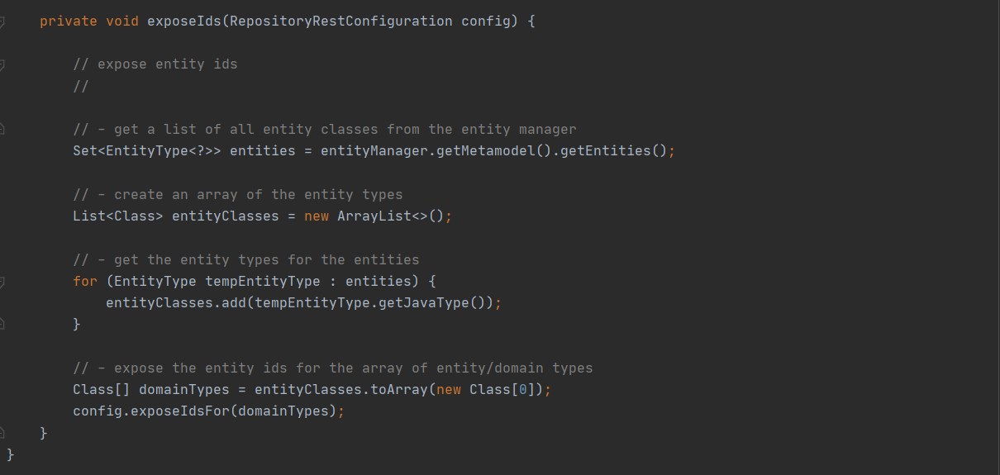 private void exposeIds(RepositoryRestConfiguration config) {
// expose entity ids
//
// - get a list of all entity classes from the entity manager
Set<EntityType<?>> entities = entityManager.getMetamodel().getEntities();
// - create an array of the entity types
List<Class> entityClasses = new ArrayList<>();
// - get the entity types for the entities
for (EntityType tempEntityType : entities) {
entityClasses.add(tempEntityType.getJavaType());
}
// - expose the entity ids for the array of entity/domain types
Class[] domainTypes = entityClasses.toArray(new Class[0]);
config.exposeIdsFor(domainTypes);
}
}